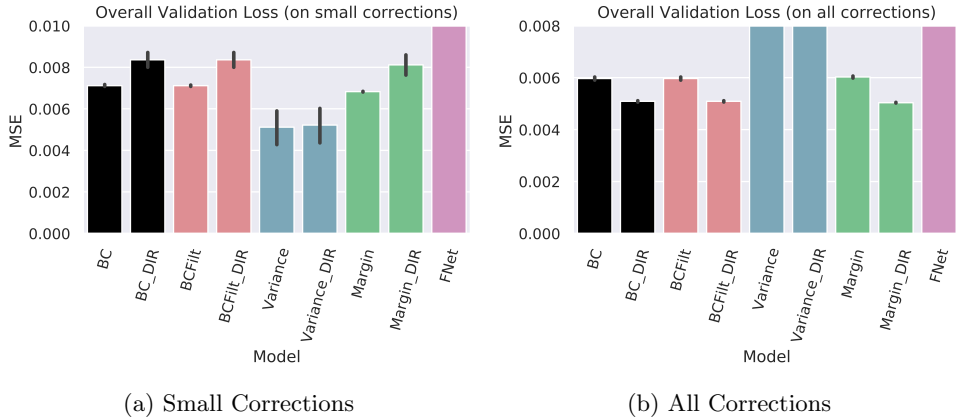 Overall Validation Loss (on small corrections)
0.010
0.008
0.006
0.004
0.002
0.000
MSE
BC
BC_DIR
BCFilt
BCFilt_DIR
Variance
Variance_DIR
Margin
Margin_DIR
FNet
Model
(a) Small Corrections
Overall Validation Loss (on all corrections)
0.008
0.006
0.004
0.002
0.000
MSE
BC
BC_DIR
BCFilt
BCFilt_DIR
Variance
Variance_DIR
Margin
Margin_DIR
FNet
Model
(b) All Corrections